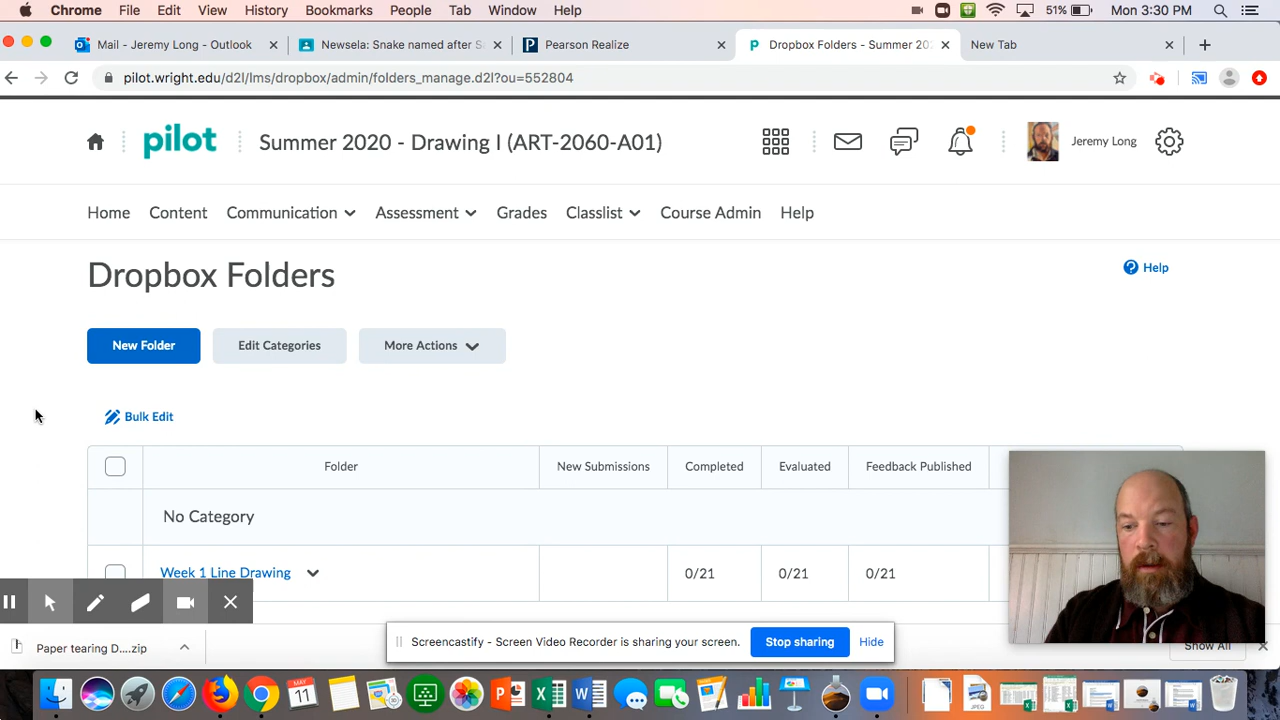 Chrome File Edit View History Bookmarks People Tab Window Help 51% Mon 3:30 PM
Mail - Jeremy Long - Outlook Newsela: Snake named after S Pearson Realize Dropbox Folders - Summer 202 New Tab
pilot.wright.edu/d2l/lms/dropbox/admin/folders_manage.d2l?ou=552804
pilot Summer 2020 - Drawing I (ART-2060-A01) Jeremy Long
Home Content Communication Assessment Grades Classlist Course Admin Help
Dropbox Folders
Help
New Folder Edit Categories More Actions
Bulk Edit
Folder New Submissions Completed Evaluated Feedback Published
No Category
Week 1 Line Drawing 0/21 0/21 0/21
Screencastify - Screen Video Recorder is sharing your screen. Stop sharing Hide
Paper tearing D....zip Show All
MAY
11